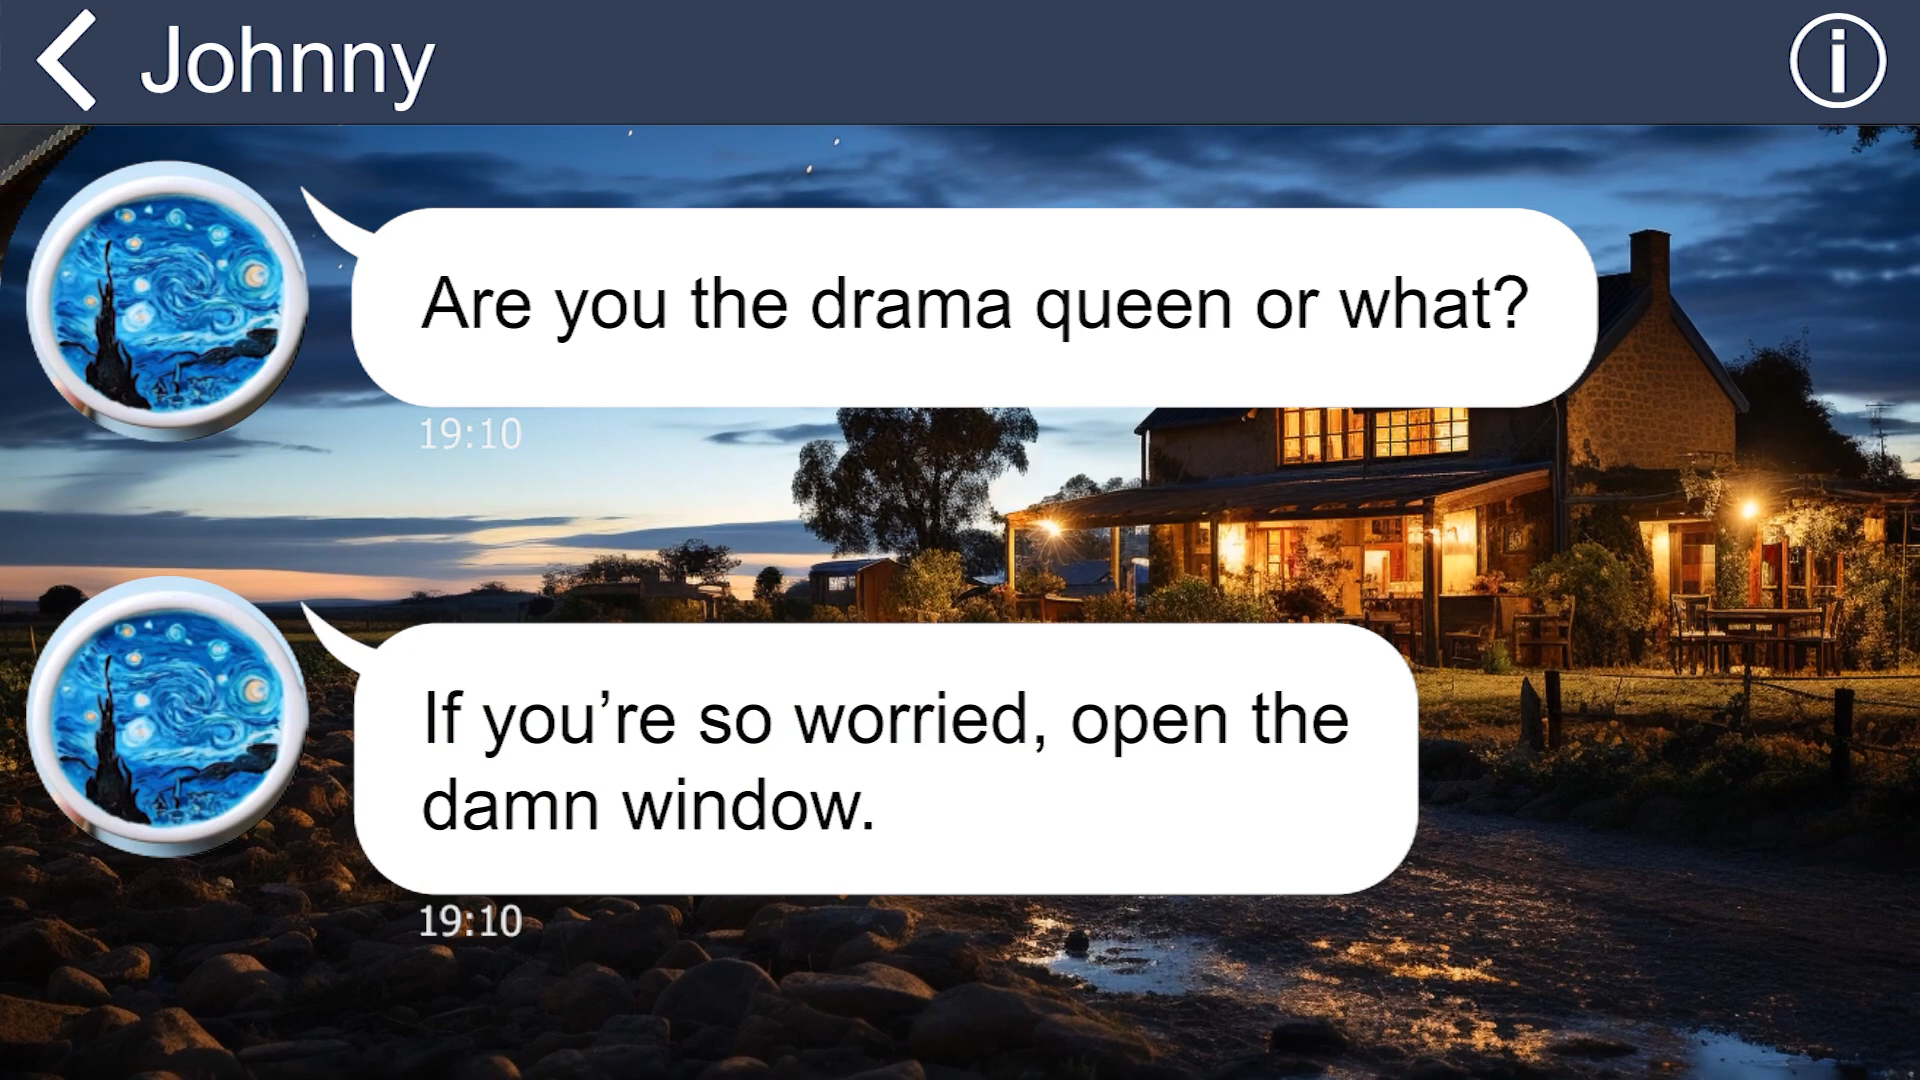 Johnny
Are you the drama queen or what?
19:10
If you’re so worried, open the
damn window.
19:10